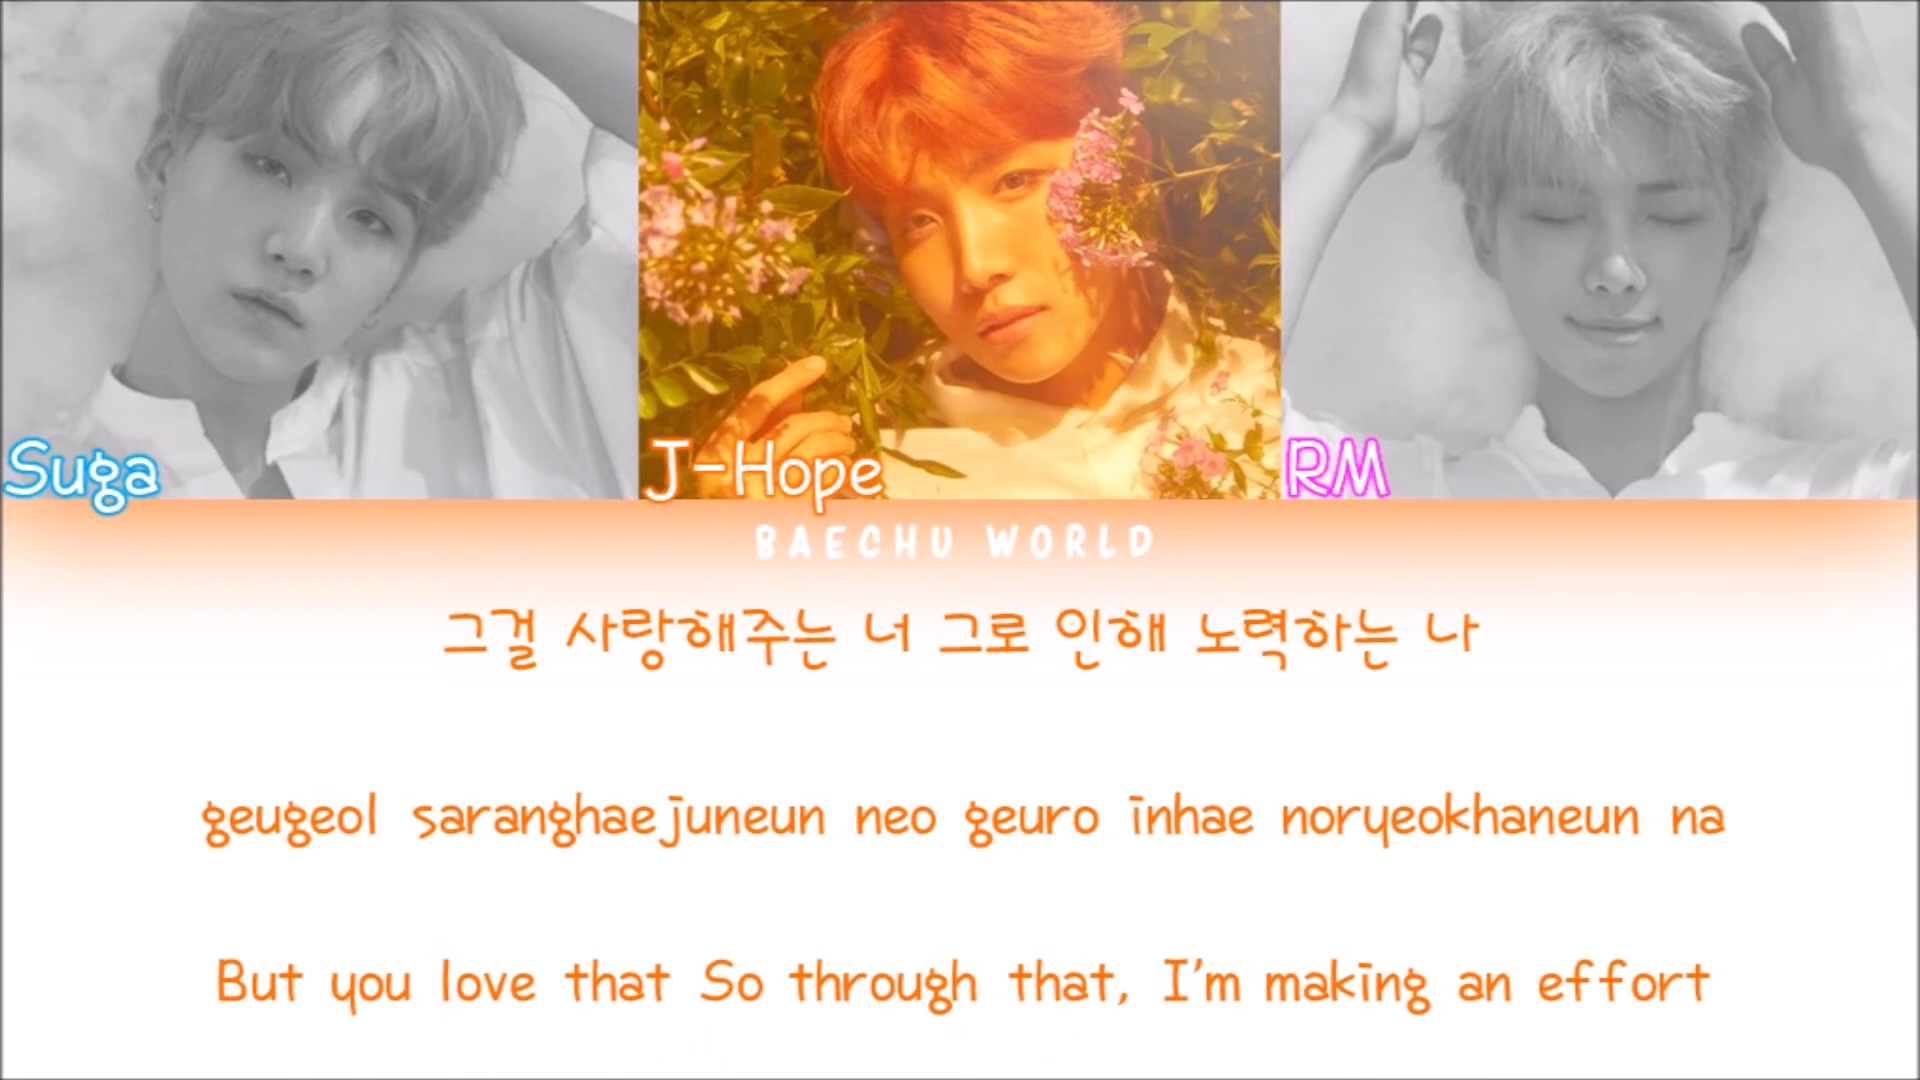 Suga
J-Hope
RM
BAECHU WORLD
그걸 사랑해주는 너 그로 인해 노력하는 나
geugeol saranghaejuneun neo geuro inhae noryeokhaneun na
But you love that So through that, I'm making an effort